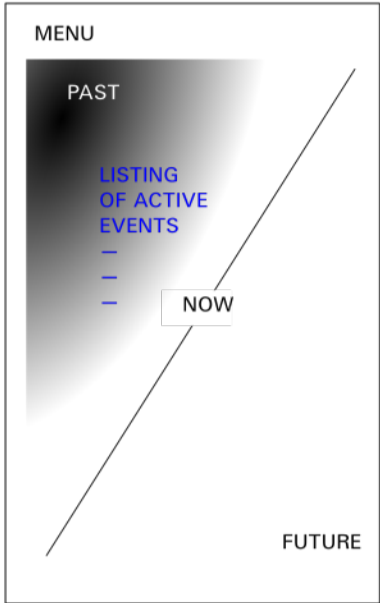 MENU
PAST
LISTING
OF ACTIVE
EVENTS
–
–
–
NOW
FUTURE